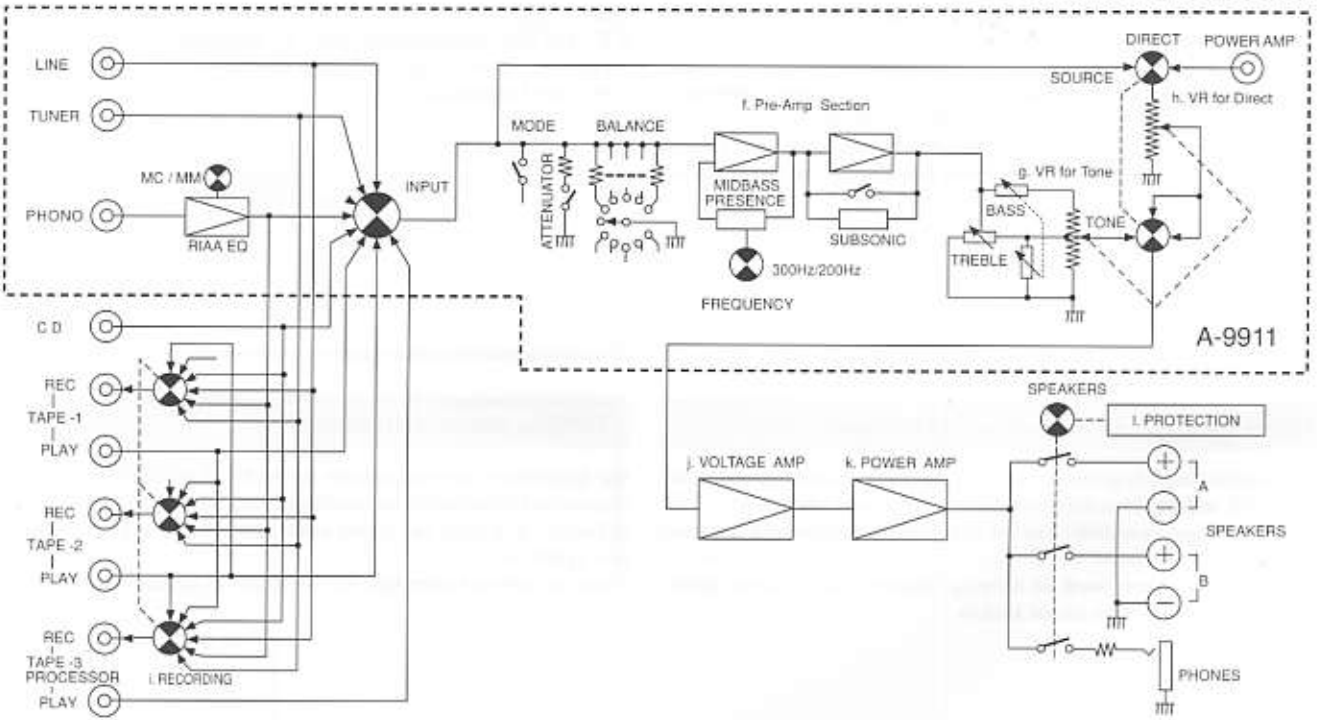 LINE
TUNER
MC / MM
PHONO
RIAA EQ
INPUT
MODE
BALANCE
ATTENUATOR
f. Pre-Amp Section
MIDBASS
PRESENCE
300Hz/200Hz
FREQUENCY
SUBSONIC
DIRECT
POWER AMP
SOURCE
h. VR for Direct
g. VR for Tone
BASS
TONE
TREBLE
A-9911
C D
REC
TAPE -1
PLAY
REC
TAPE -2
PLAY
REC
TAPE -3
PROCESSOR
PLAY
i. RECORDING
j. VOLTAGE AMP
k. POWER AMP
SPEAKERS
l. PROTECTION
+
A
−
SPEAKERS
+
B
−
PHONES